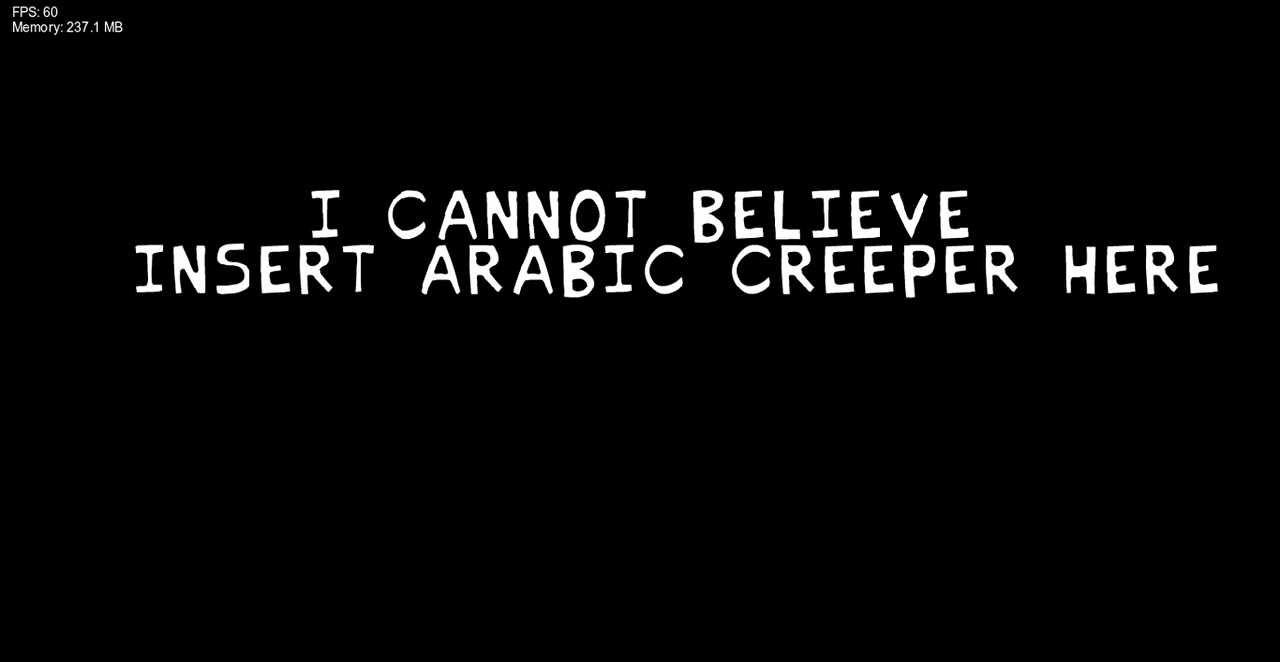 FPS: 60
Memory: 237.1 MB
I CANNOT BELIEVE
INSERT ARABIC CREEPER HERE